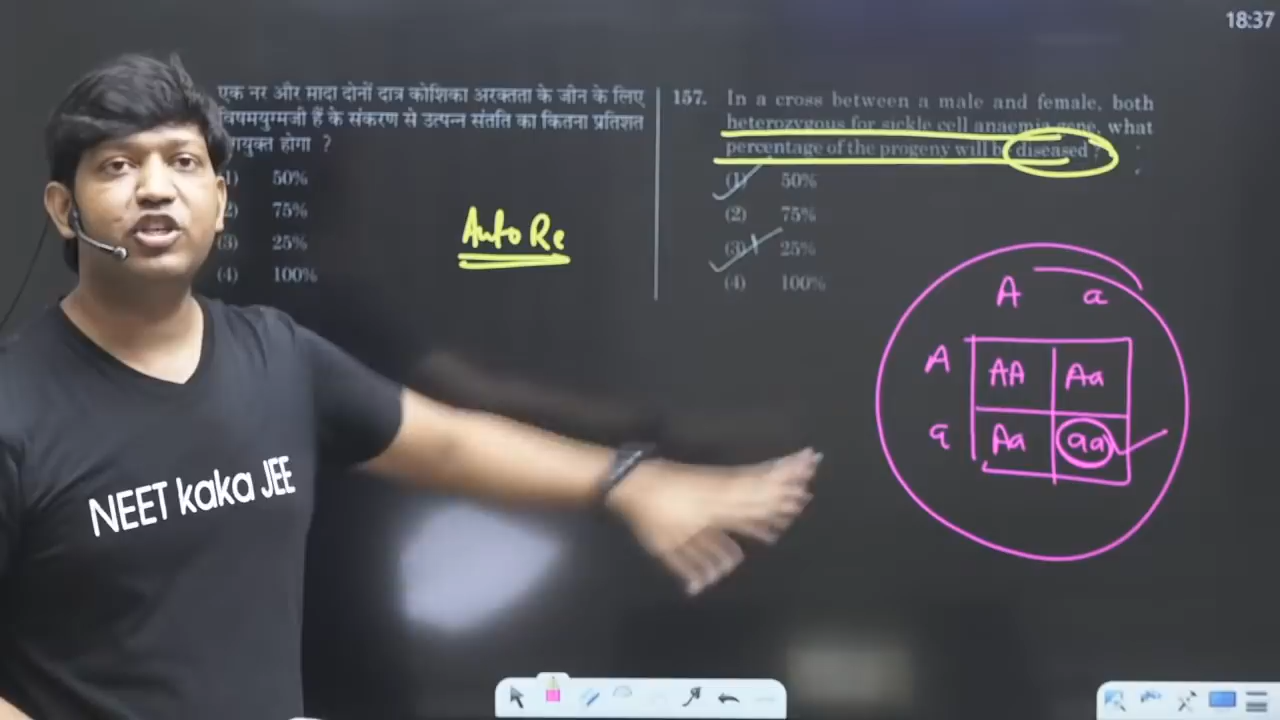 18:37
एक नर और मादा दोनों दात्र कोशिका अरक्तता के जीन के लिए
विषमयुग्मजी हैं के संकरण से उत्पन्न संतति का कितना प्रतिशत
होगा ?
1) 50%
2) 75%
(3) 25%
(4) 100%
157. In a cross between a male and female, both
heterozygous for sickle cell anaemia gene, what
percentage of the progeny will be diseased ?
(1) 50%
(2) 75%
(3) 25%
(4) 100%
Auto Re
A a
A AA Aa
a Aa aa
NEET kaka JEE